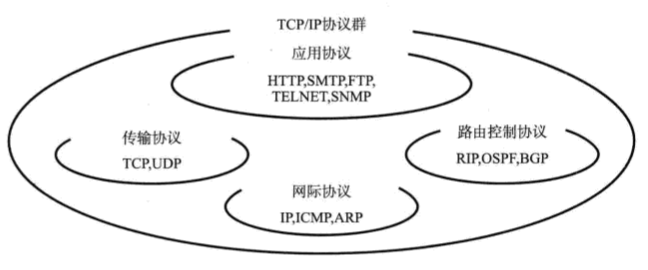 TCP/IP协议群
应用协议
HTTP,SMTP,FTP,
TELNET,SNMP
传输协议
TCP,UDP
路由控制协议
RIP,OSPF,BGP
网际协议
IP,ICMP,ARP